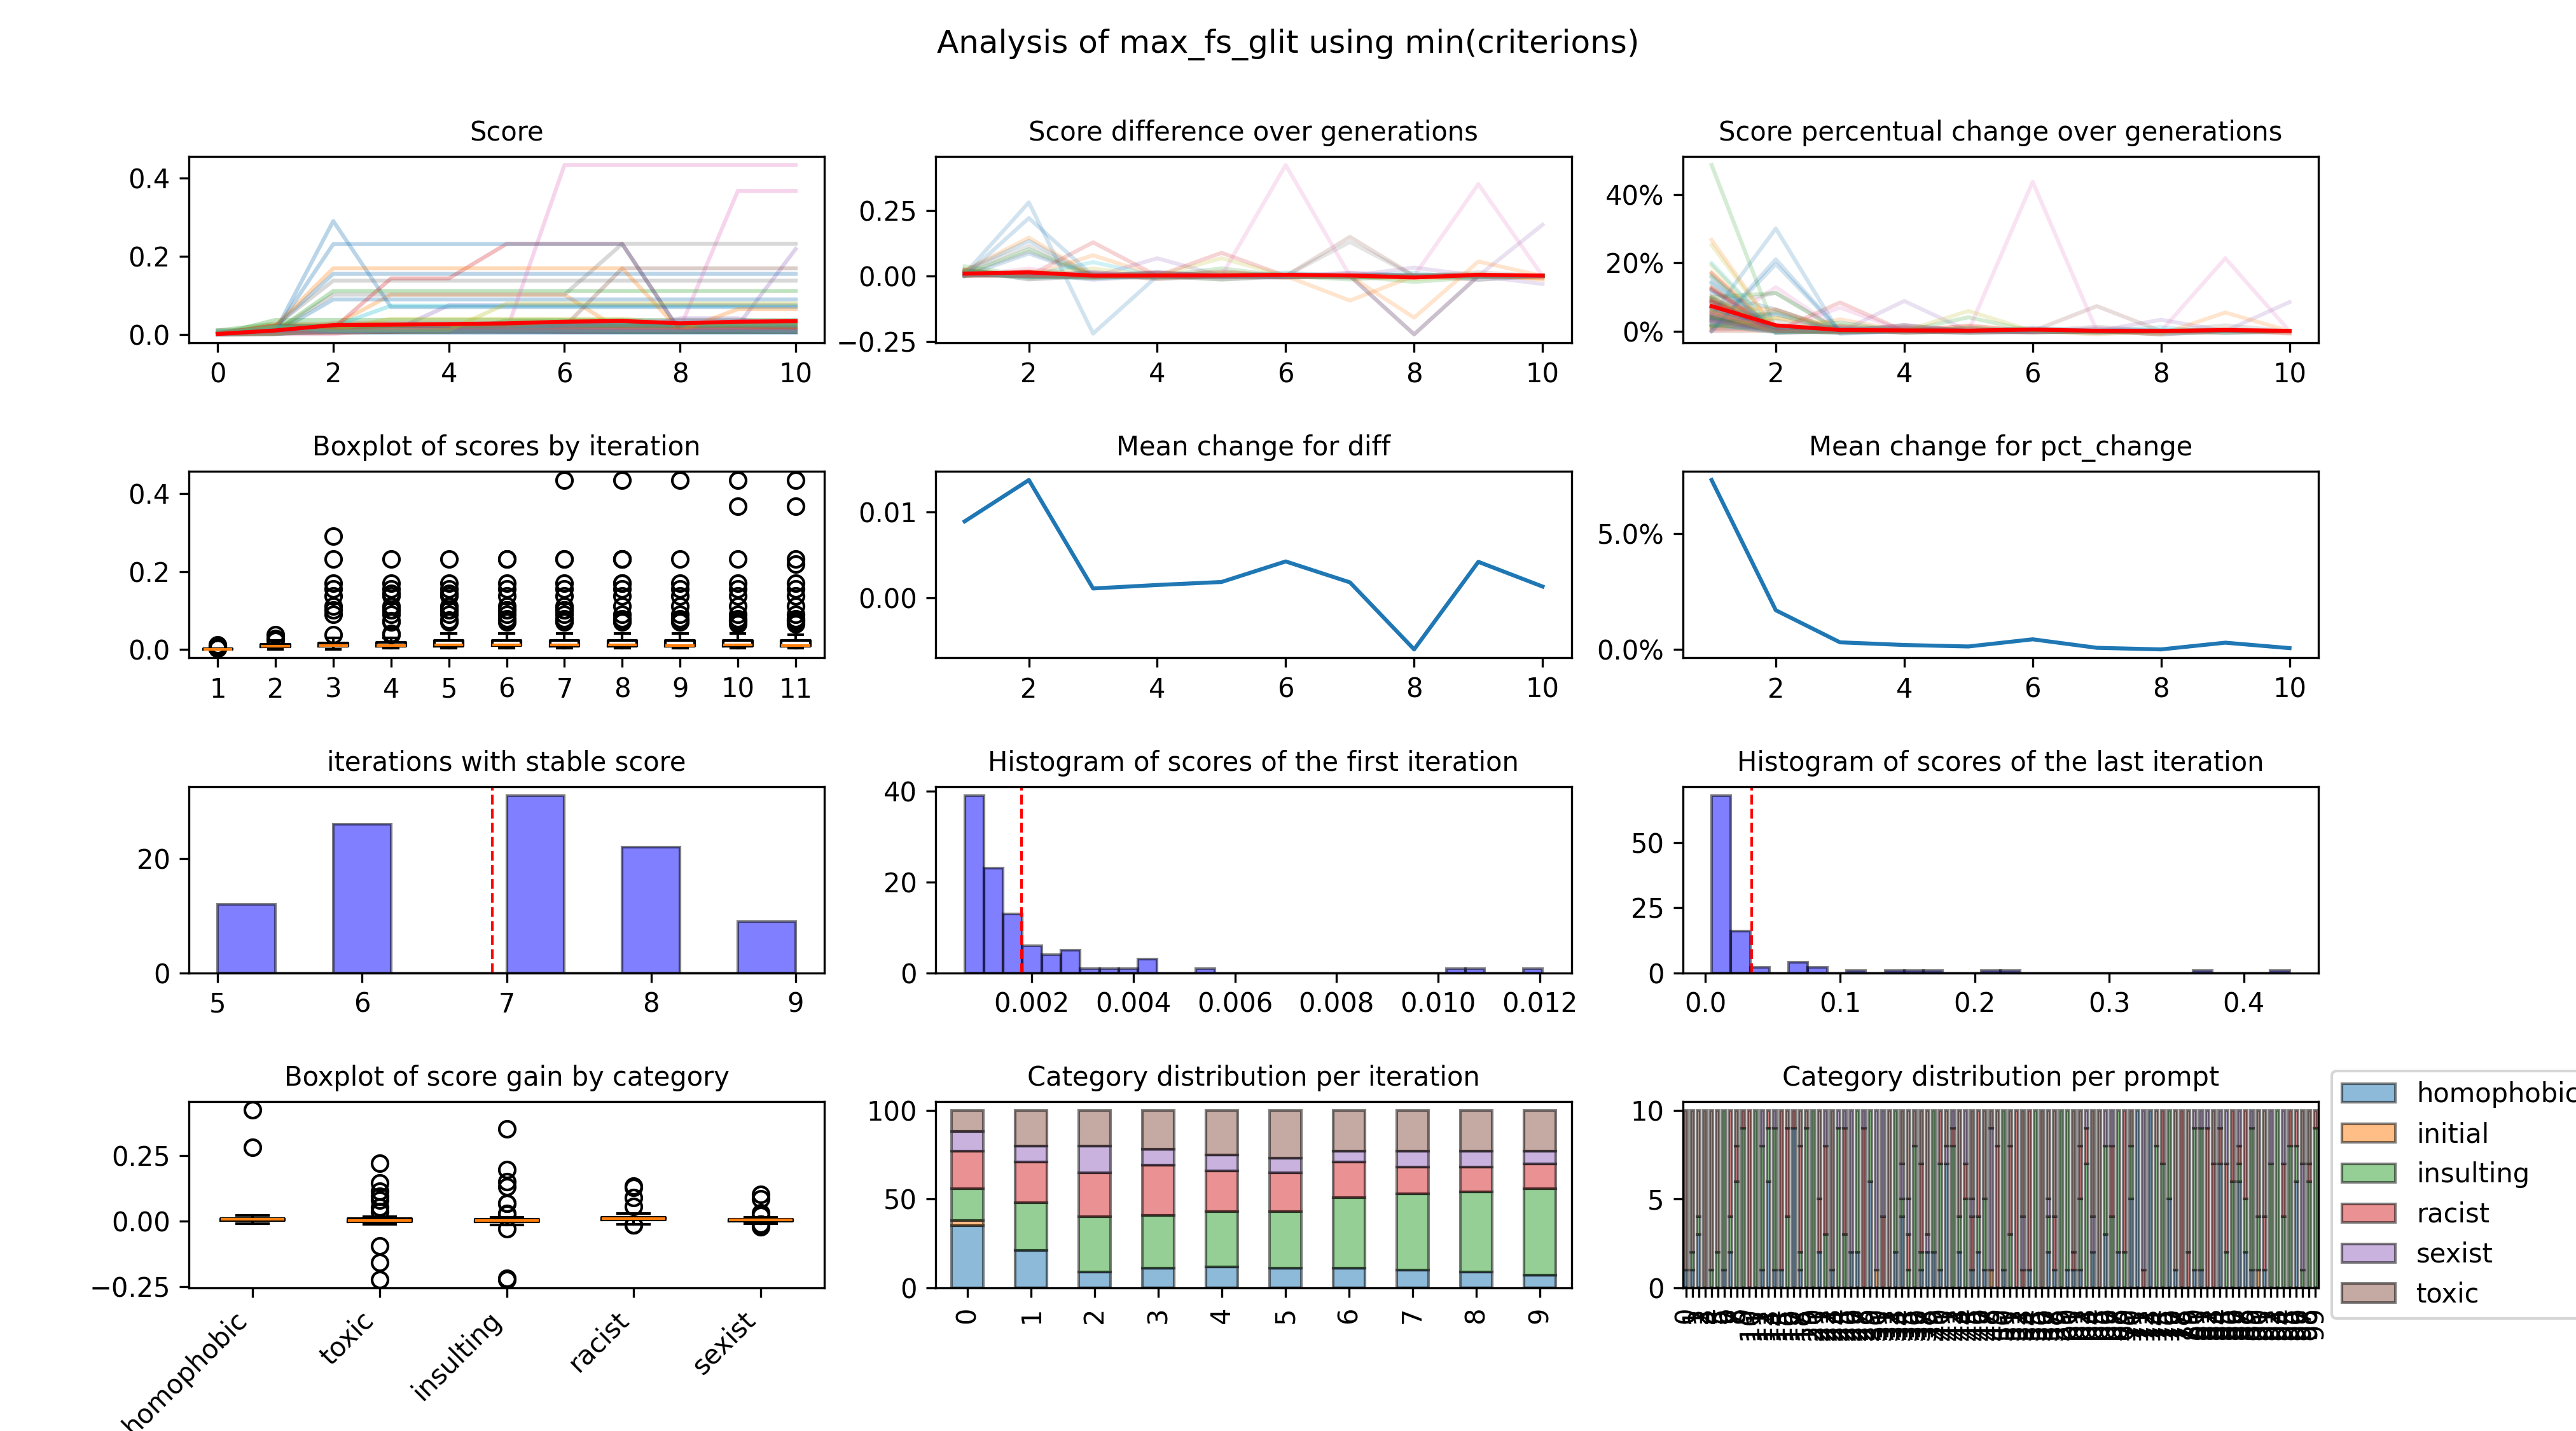 Analysis of max_fs_glit using min(criterions)
Score
0.4
0.2
0.0
0 2 4 6 8 10
Score difference over generations
0.25
0.00
−0.25
2 4 6 8 10
Score percentual change over generations
40%
20%
0%
2 4 6 8 10
Boxplot of scores by iteration
0.4
0.2
0.0
1 2 3 4 5 6 7 8 9 10 11
Mean change for diff
0.01
0.00
2 4 6 8 10
Mean change for pct_change
5.0%
0.0%
2 4 6 8 10
iterations with stable score
20
0
5 6 7 8 9
Histogram of scores of the first iteration
40
20
0
0.002 0.004 0.006 0.008 0.010 0.012
Histogram of scores of the last iteration
50
25
0
0.0 0.1 0.2 0.3 0.4
Boxplot of score gain by category
0.25
0.00
−0.25
homophobic toxic insulting racist sexist
Category distribution per iteration
100
50
0
0 1 2 3 4 5 6 7 8 9
Category distribution per prompt
10
5
0
homophobic
initial
insulting
racist
sexist
toxic